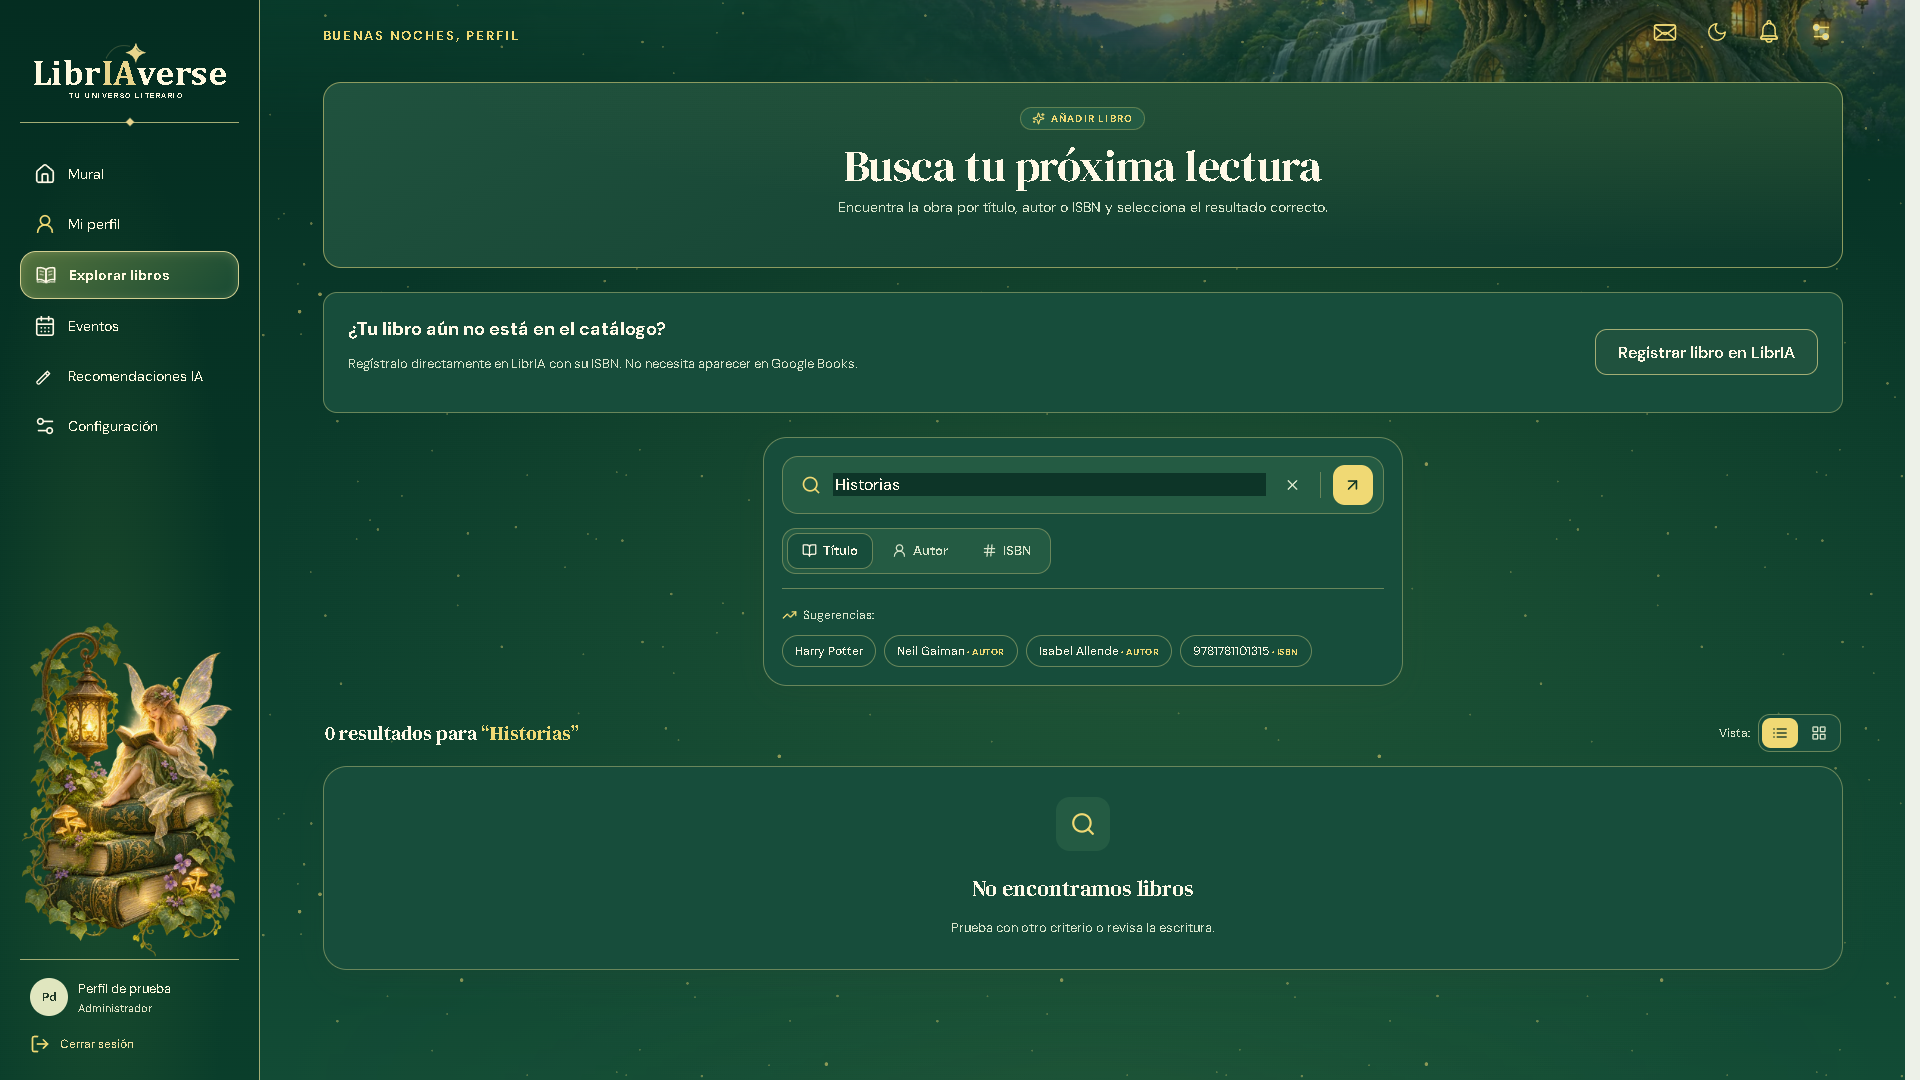 LibrIAverse
TU UNIVERSO LITERARIO
Mural
Mi perfil
Explorar libros
Eventos
Recomendaciones IA
Configuración
Pd
Perfil de prueba
Administrador
Cerrar sesión
BUENAS NOCHES, PERFIL
AÑADIR LIBRO
Busca tu próxima lectura
Encuentra la obra por título, autor o ISBN y selecciona el resultado correcto.
¿Tu libro aún no está en el catálogo?
Regístralo directamente en LibrIA con su ISBN. No necesita aparecer en Google Books.
Registrar libro en LibrIA
Historias
Título
Autor
# ISBN
Sugerencias:
Harry Potter
Neil Gaiman · AUTOR
Isabel Allende · AUTOR
9781781101315 · ISBN
0 resultados para “Historias”
Vista:
No encontramos libros
Prueba con otro criterio o revisa la escritura.